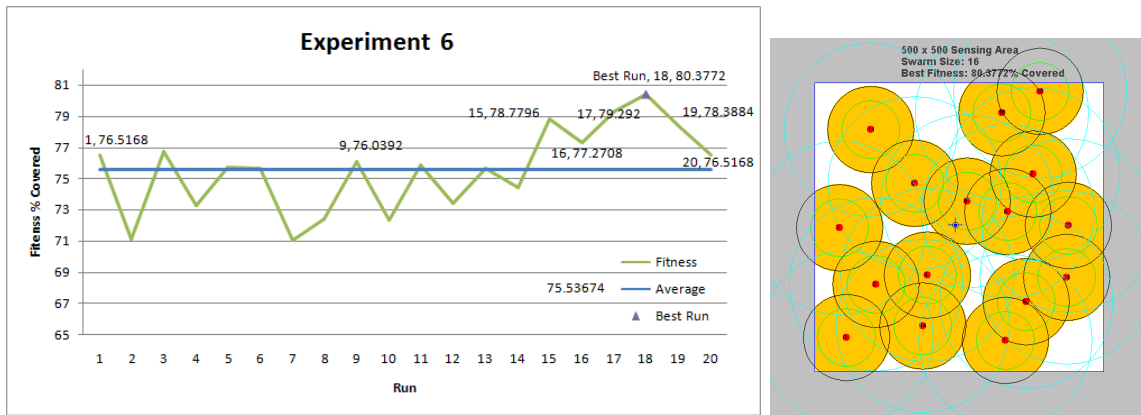 Experiment 6
Fitenss % Covered
81
79
77
75
73
71
69
67
65
1,76.5168
9,76.0392
15,78.7796
16,77.2708
17,79.292
Best Run, 18, 80.3772
19,78.3884
20,76.5168
Fitness
75.53674
Average
Best Run
1 2 3 4 5 6 7 8 9 10 11 12 13 14 15 16 17 18 19 20
Run
500 x 500 Sensing Area
Swarm Size: 16
Best Fitness: 80.3772% Covered